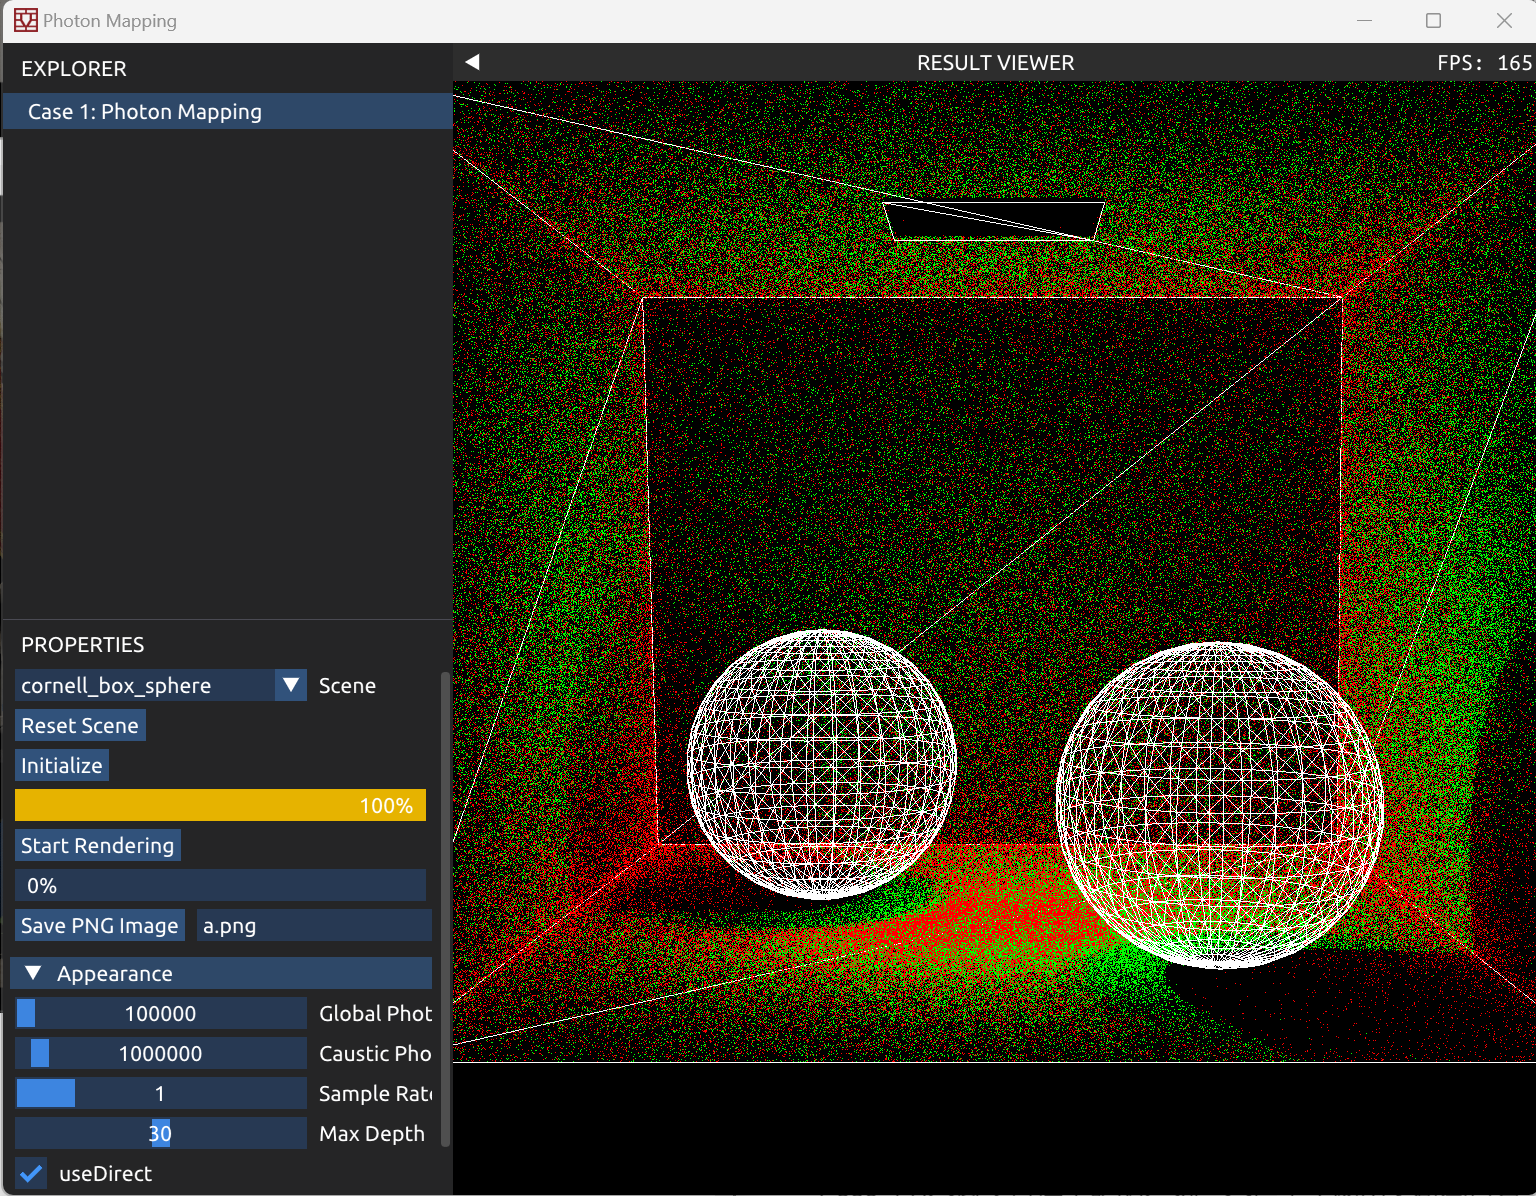 Photon Mapping
EXPLORER
Case 1: Photon Mapping
RESULT VIEWER
FPS: 165
PROPERTIES
cornell_box_sphere Scene
Reset Scene
Initialize
100%
Start Rendering
0%
Save PNG Image a.png
Appearance
100000 Global Phot
1000000 Caustic Pho
1 Sample Rate
30 Max Depth
useDirect